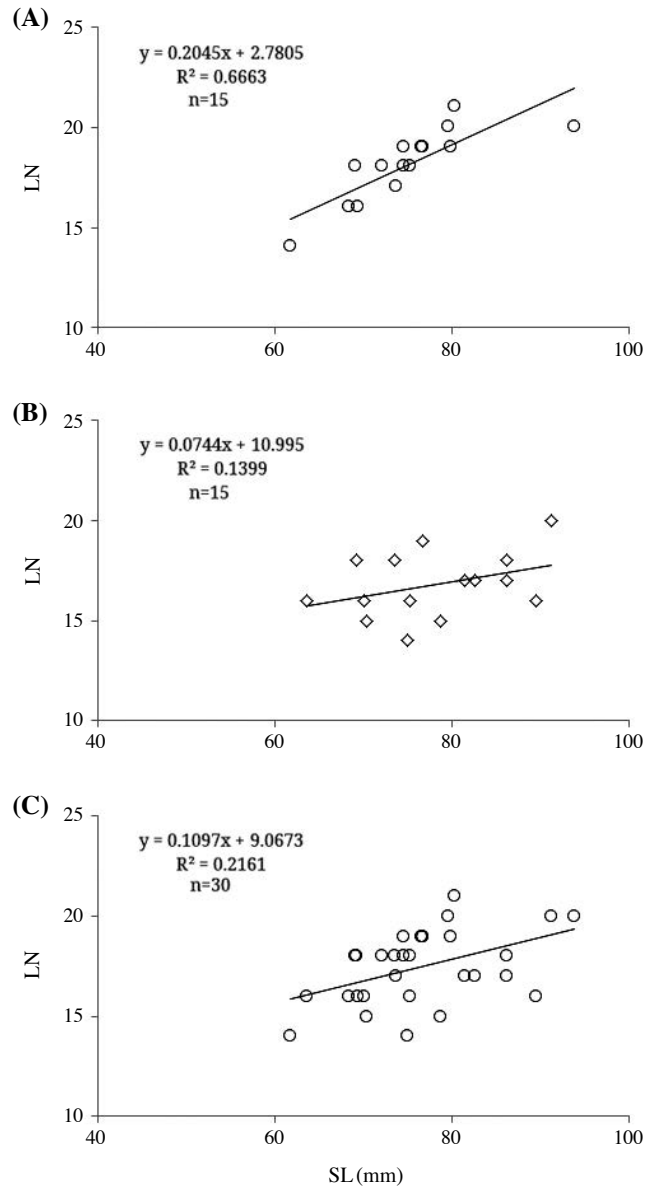 (A)
25
y = 0.2045x + 2.7805
R² = 0.6663
n=15
20
LN
15
10
40 60 80 100
(B)
25
y = 0.0744x + 10.995
R² = 0.1399
n=15
20
LN
15
10
40 60 80 100
(C)
25
y = 0.1097x + 9.0673
R² = 0.2161
n=30
20
LN
15
10
40 60 80 100
SL (mm)